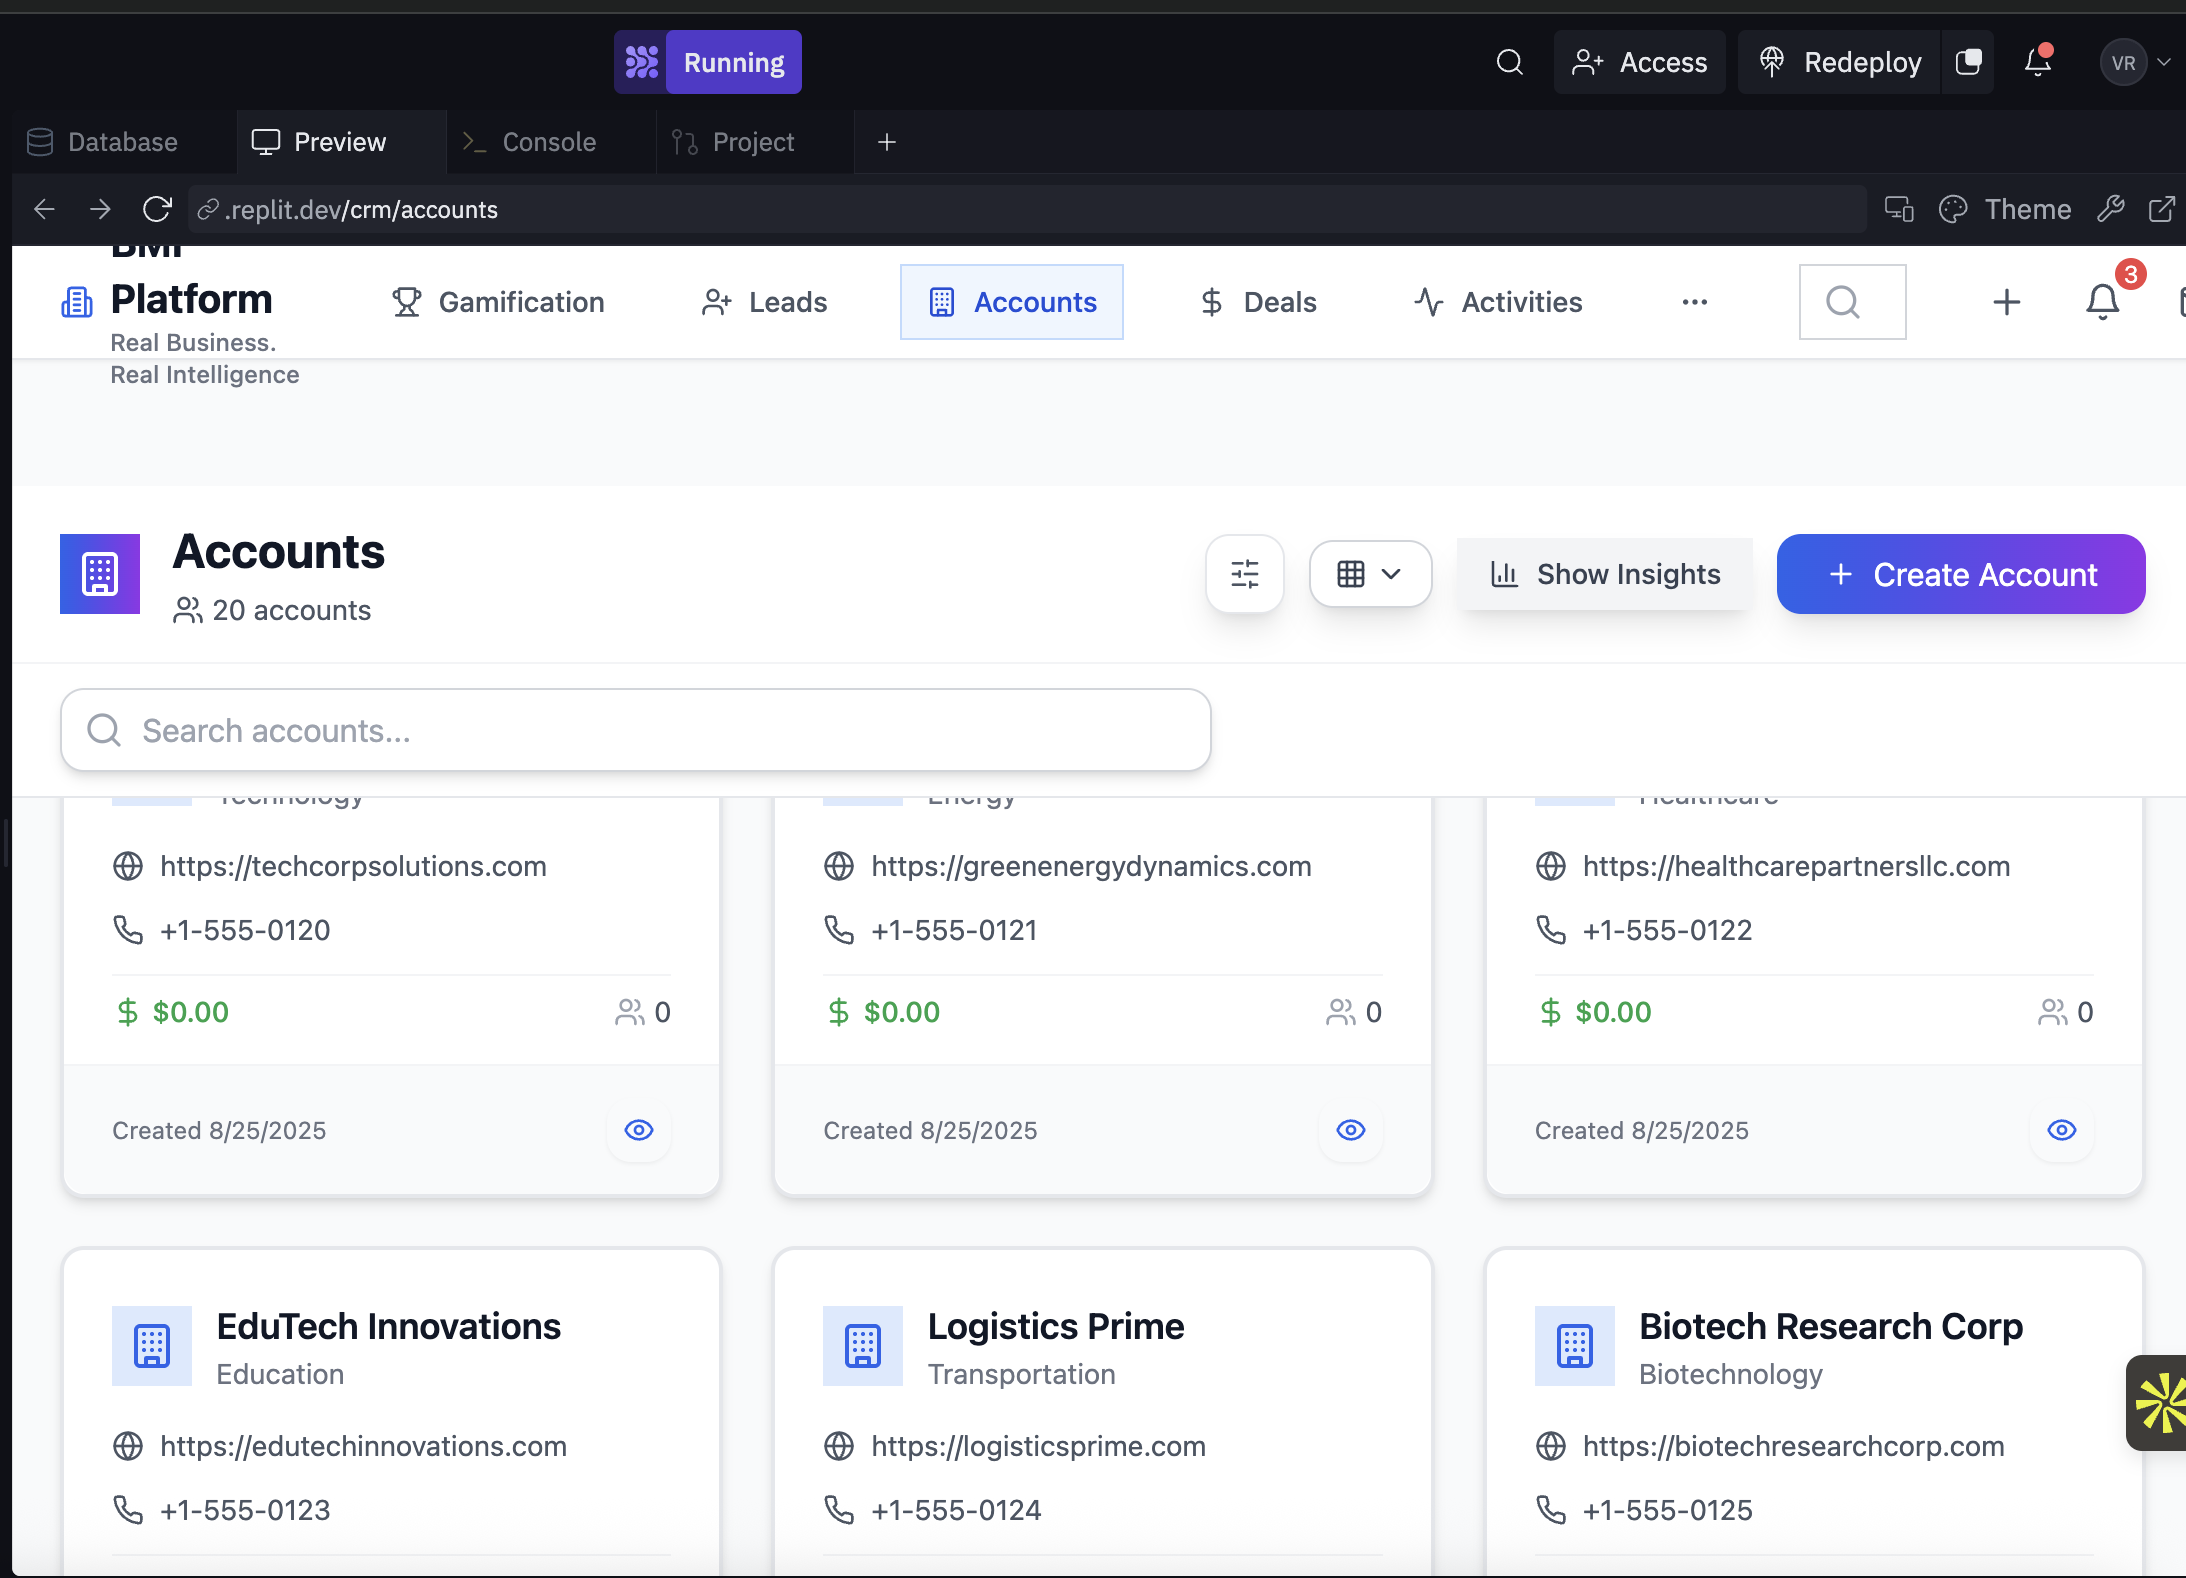 Running
Access
Redeploy
VR
Database
Preview
Console
Project
.replit.dev/crm/accounts
Theme
BMI
Platform
Real Business.
Real Intelligence
Gamification
Leads
Accounts
Deals
Activities
3
Accounts
20 accounts
Show Insights
Create Account
Search accounts...
Technology
Energy
Healthcare
https://techcorpsolutions.com
https://greenenergydynamics.com
https://healthcarepartnersllc.com
+1-555-0120
+1-555-0121
+1-555-0122
$0.00
0
$0.00
0
$0.00
0
Created 8/25/2025
Created 8/25/2025
Created 8/25/2025
EduTech Innovations
Logistics Prime
Biotech Research Corp
Education
Transportation
Biotechnology
https://edutechinnovations.com
https://logisticsprime.com
https://biotechresearchcorp.com
+1-555-0123
+1-555-0124
+1-555-0125